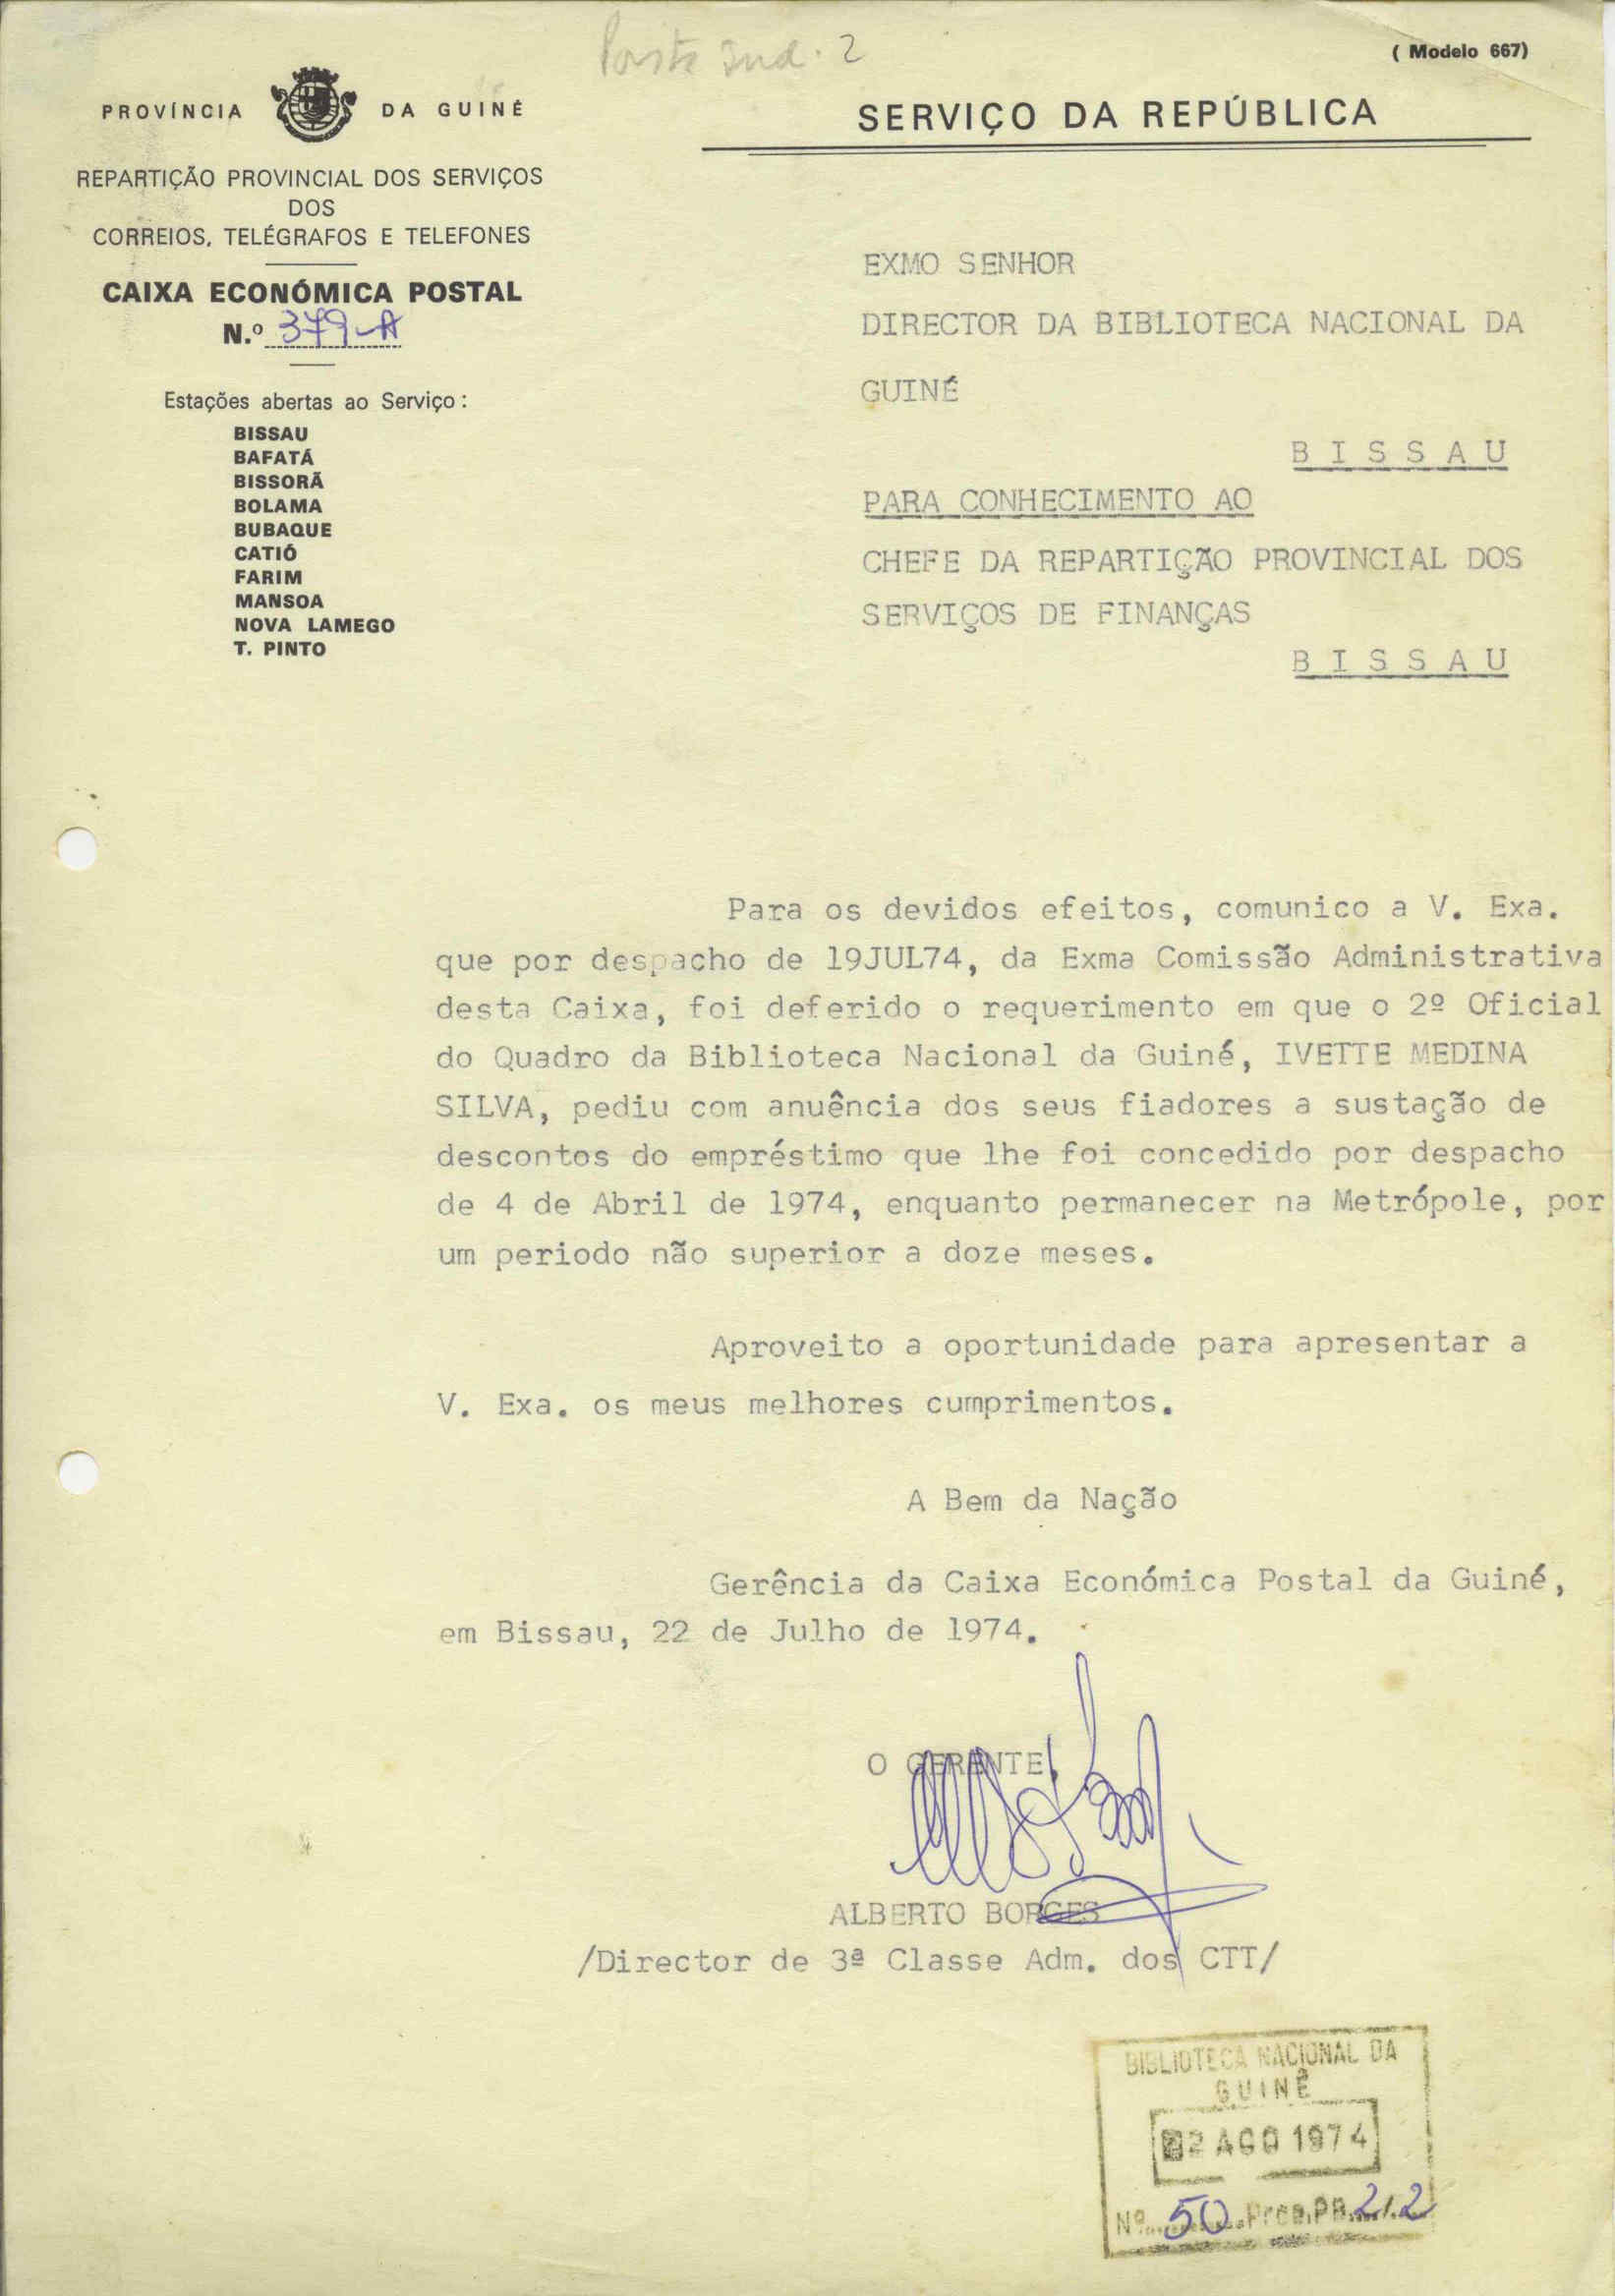 ( Modelo 667)
PROVÍNCIA DA GUINÉ
REPARTIÇÃO PROVINCIAL DOS SERVIÇOS
DOS
CORREIOS, TELÉGRAFOS E TELEFONES
CAIXA ECONÓMICA POSTAL
N.º 379-A
Estações abertas ao Serviço:
BISSAU
BAFATÁ
BISSORÃ
BOLAMA
BUBAQUE
CATIÓ
FARIM
MANSOA
NOVA LAMEGO
T. PINTO
SERVIÇO DA REPÚBLICA
EXMO SENHOR
DIRECTOR DA BIBLIOTECA NACIONAL DA
GUINÉ
B I S S A U
PARA CONHECIMENTO AO
CHEFE DA REPARTIÇÃO PROVINCIAL DOS
SERVIÇOS DE FINANÇAS
B I S S A U
Para os devidos efeitos, comunico a V. Exa.
que por despacho de 19JUL74, da Exma Comissão Administrativa
desta Caixa, foi deferido o requerimento em que o 2º Oficial
do Quadro da Biblioteca Nacional da Guiné, IVETTE MEDINA
SILVA, pediu com anuência dos seus fiadores a sustação de
descontos do empréstimo que lhe foi concedido por despacho
de 4 de Abril de 1974, enquanto permanecer na Metrópole, por
um periodo não superior a doze meses.
Aproveito a oportunidade para apresentar a
V. Exa. os meus melhores cumprimentos.
A Bem da Nação
Gerência da Caixa Económica Postal da Guiné,
em Bissau, 22 de Julho de 1974.
O GERENTE,
ALBERTO BORGES
/Director de 3ª Classe Adm. dos CTT/
BIBLIOTECA NACIONAL DA
GUINÉ
2 AGO 1974
Nº 50 Proc. PB 2/.2